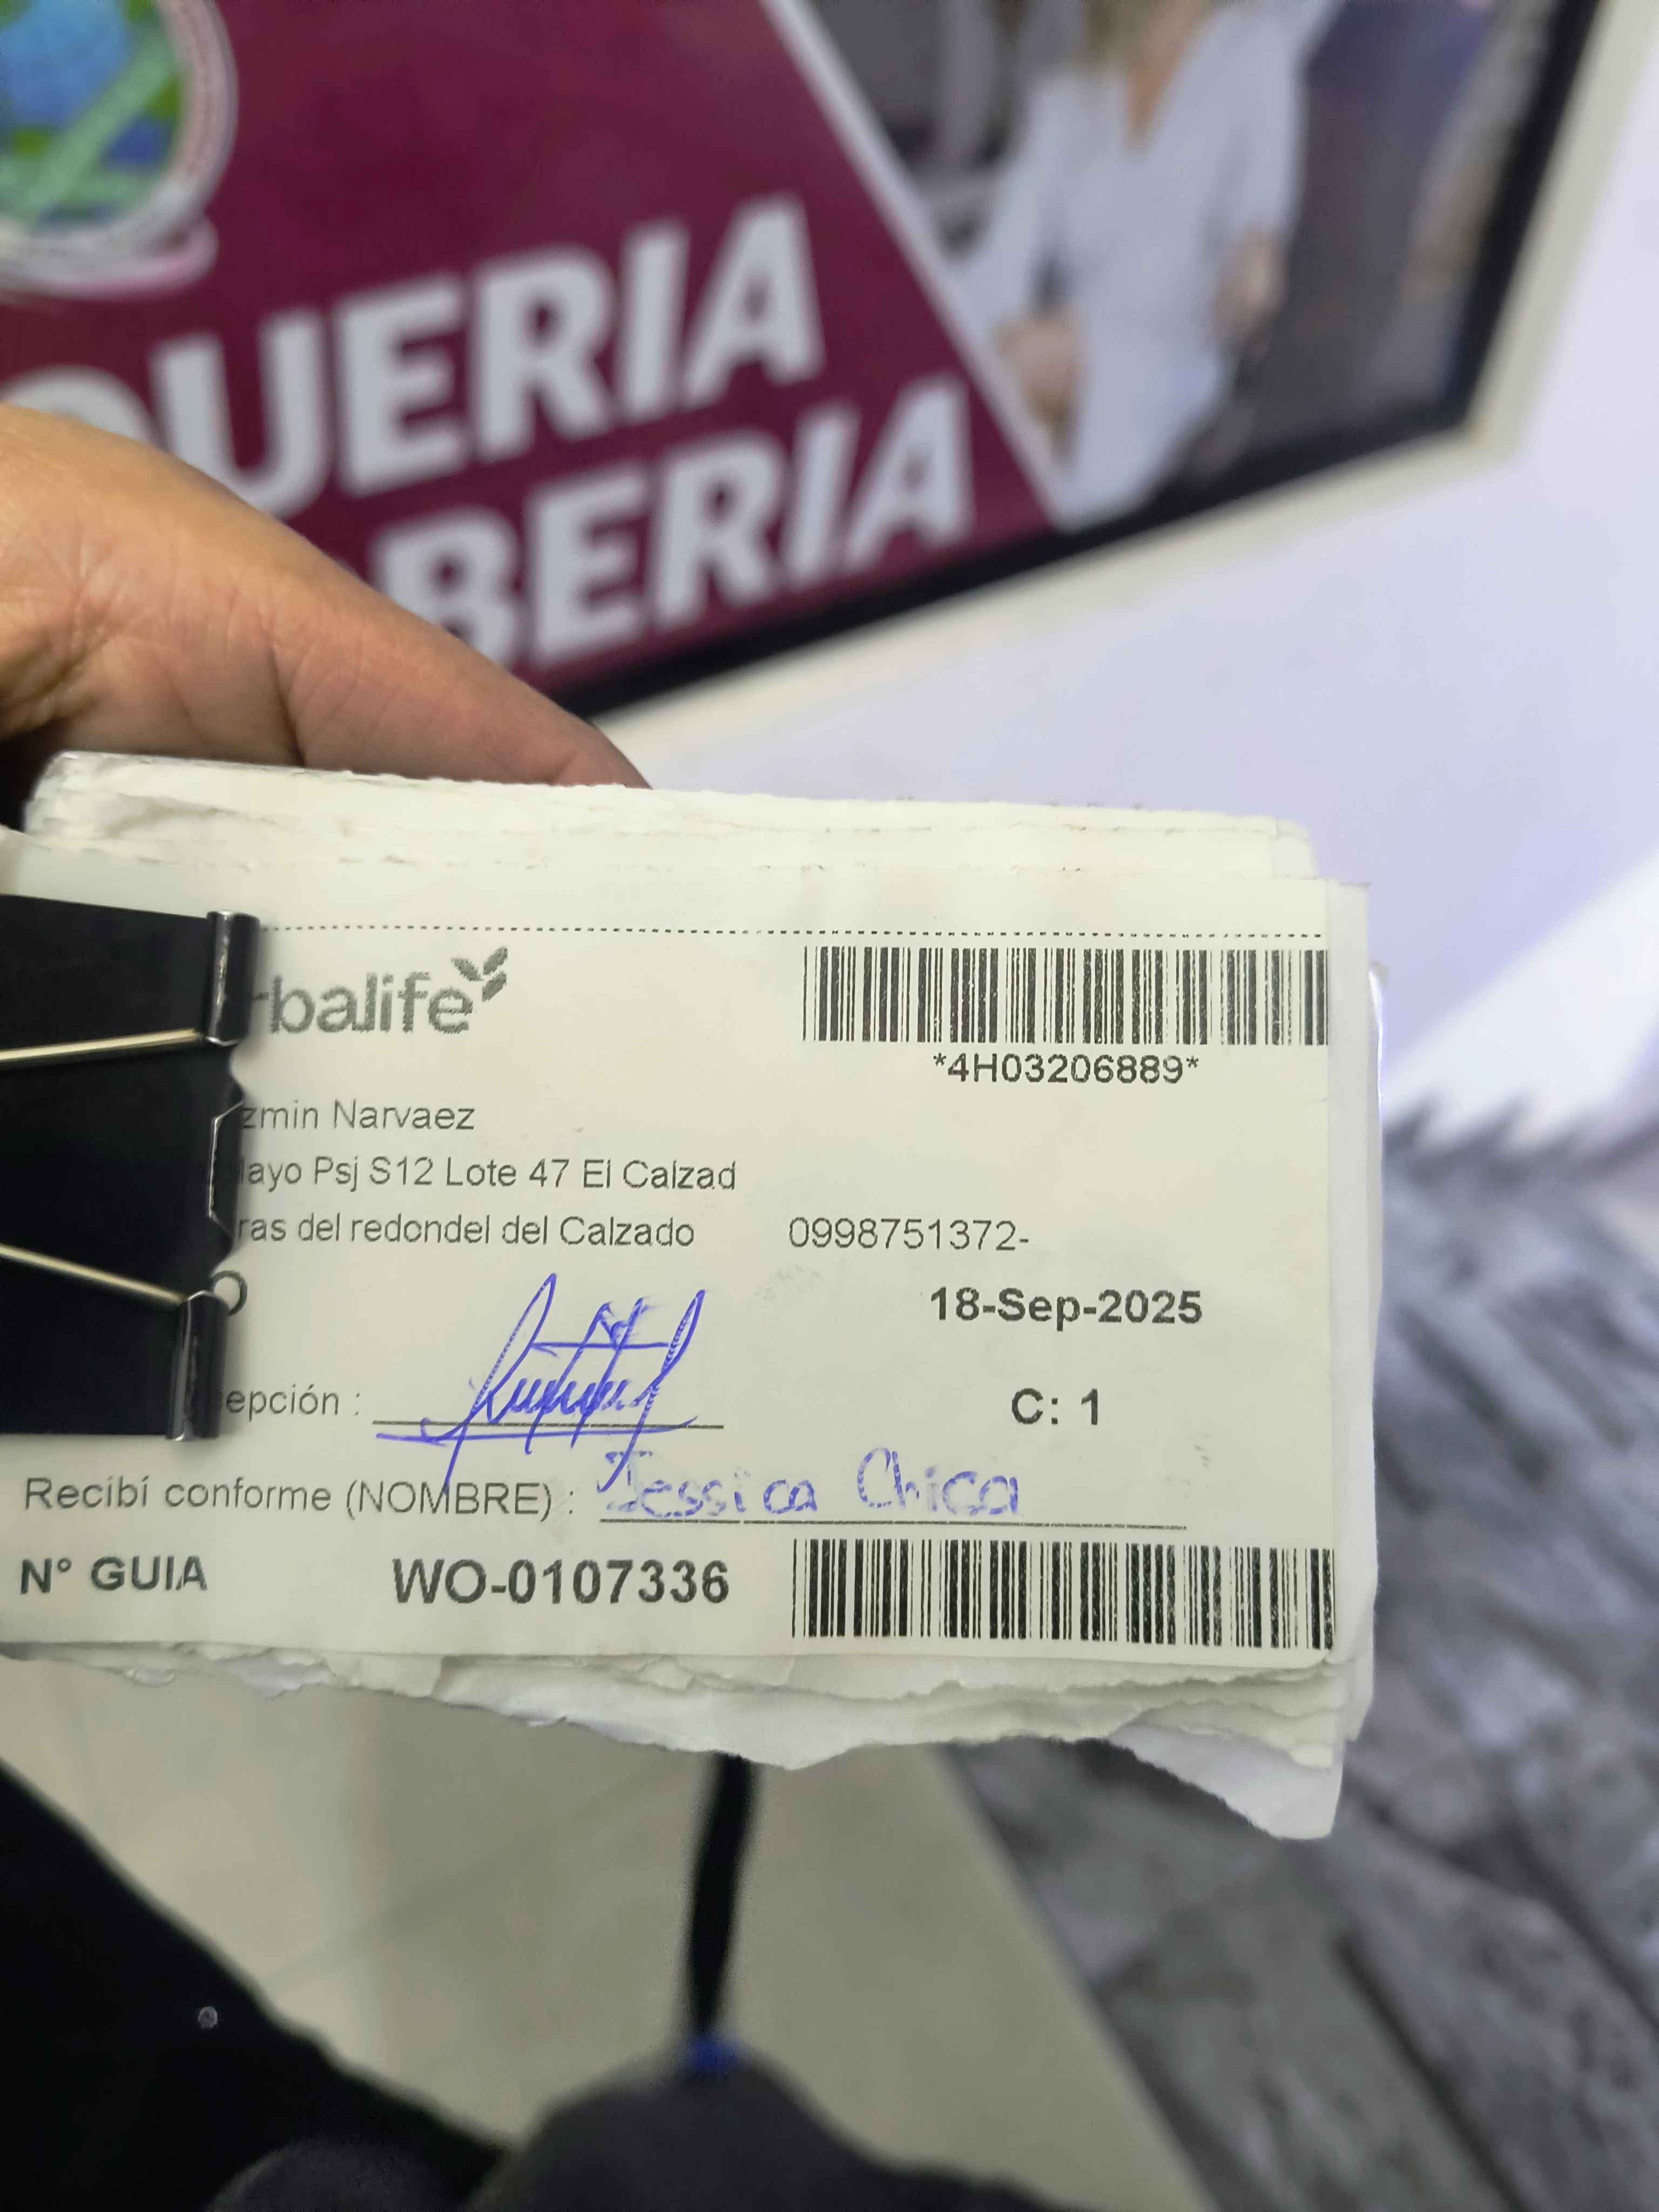 QUERIA
BERIA
rbalife
*4H03206889*
zmin Narvaez
layo Psj S12 Lote 47 El Calzad
ras del redondel del Calzado 0998751372-
O
18-Sep-2025
epción :
C: 1
Recibí conforme (NOMBRE) : Jessica Chica
N° GUIA WO-0107336